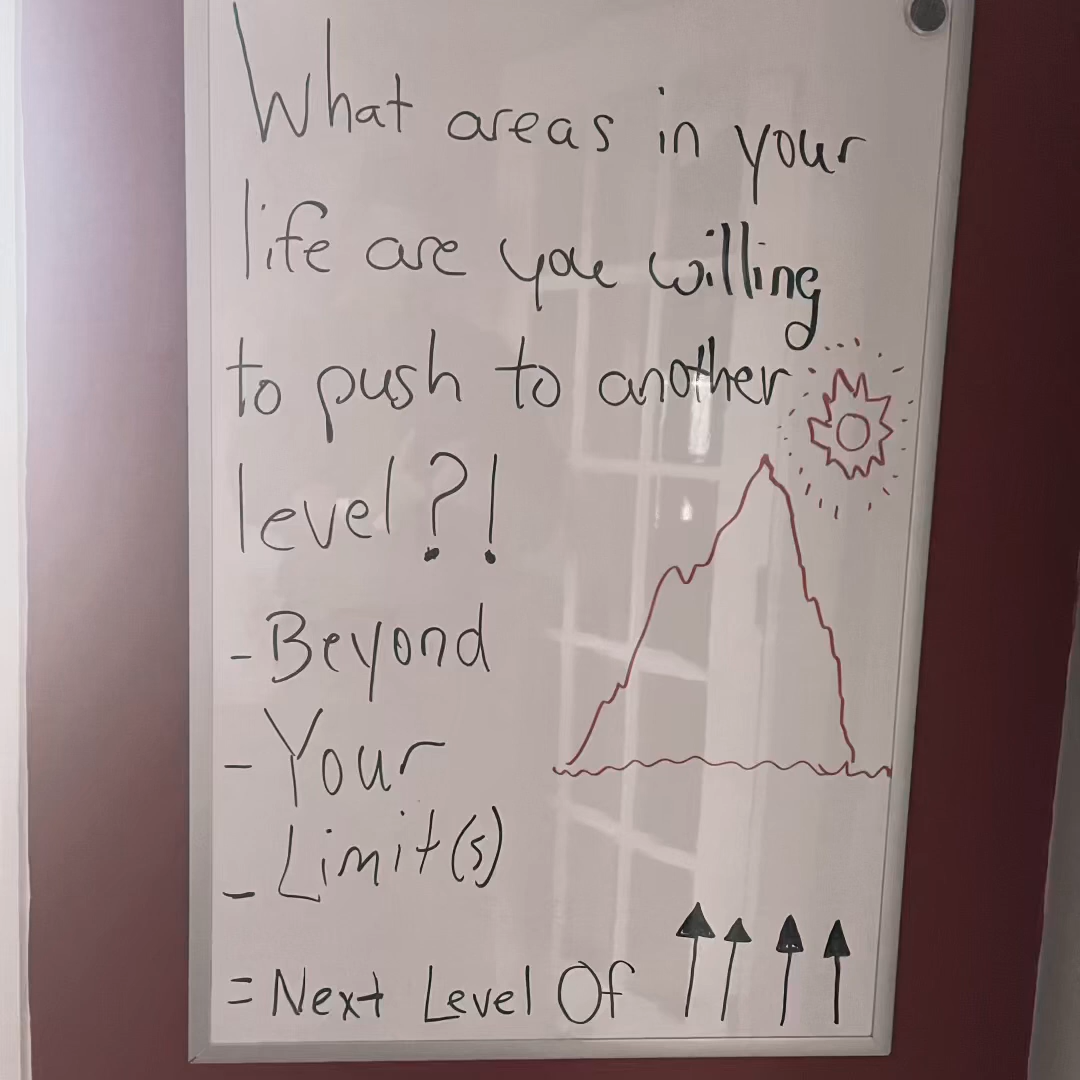 What areas in your
life are you willing
to push to another
level?!
- Beyond
- Your
- Limit(s)
= Next Level Of ↑ ↑ ↑ ↑